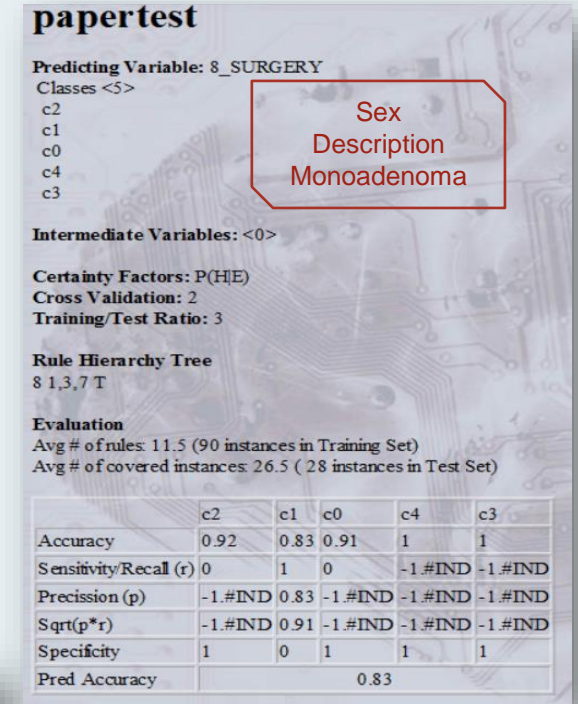 papertest
Predicting Variable: 8_SURGERY
Classes <5>
c2
c1
c0
c4
c3
Sex
Description
Monoadenoma
Intermediate Variables: <0>
Certainty Factors: P(H|E)
Cross Validation: 2
Training/Test Ratio: 3
Rule Hierarchy Tree
8 1,3,7 T
Evaluation
Avg # of rules: 11.5 (90 instances in Training Set)
Avg # of covered instances: 26.5 ( 28 instances in Test Set)
c2 c1 c0 c4 c3
Accuracy 0.92 0.83 0.91 1 1
Sensitivity/Recall (r) 0 1 0 -1.#IND -1.#IND
Precission (p) -1.#IND 0.83 -1.#IND -1.#IND -1.#IND
Sqrt(p*r) -1.#IND 0.91 -1.#IND -1.#IND -1.#IND
Specificity 1 0 1 1 1
Pred Accuracy 0.83